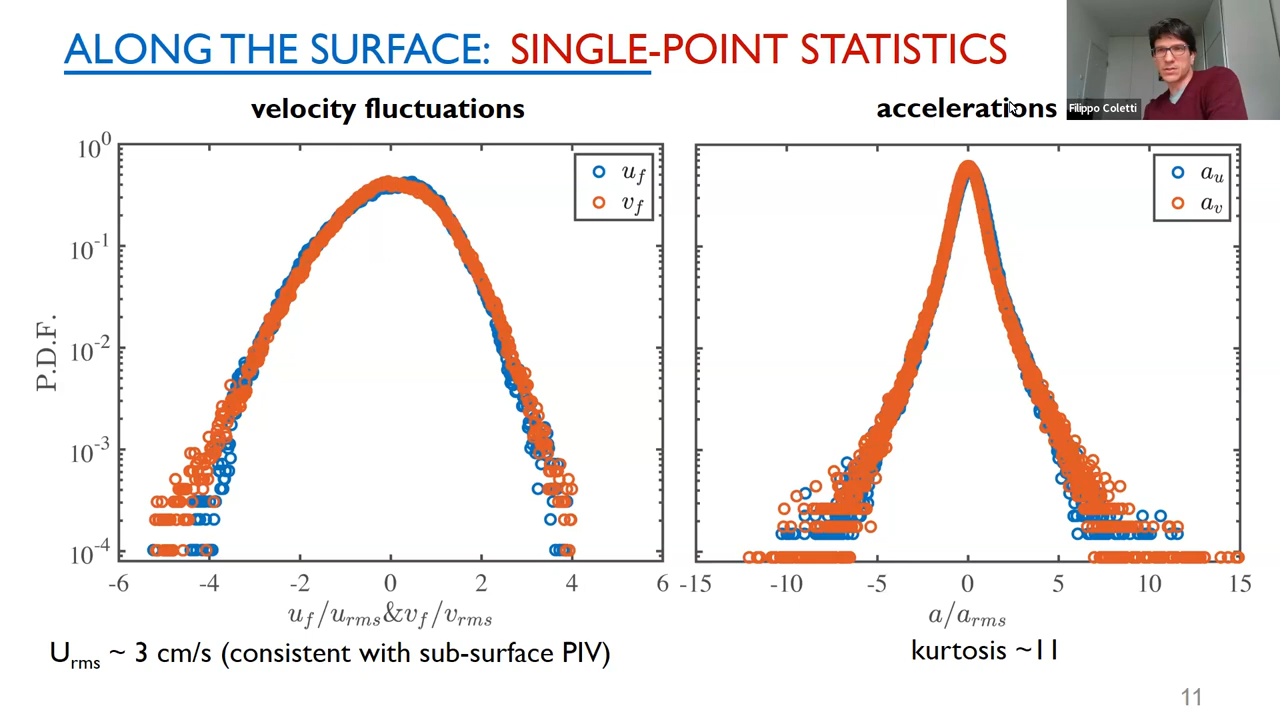 ALONG THE SURFACE: SINGLE-POINT STATISTICS
Filippo Coletti
velocity fluctuations
accelerations
10^0
10^-1
10^-2
10^-3
10^-4
P.D.F.
u_f
v_f
-6 -4 -2 0 2 4 6
u_f/u_rms&v_f/v_rms
a_u
a_v
-15 -10 -5 0 5 10 15
a/a_rms
U_rms ~ 3 cm/s (consistent with sub-surface PIV)
kurtosis ~11
11